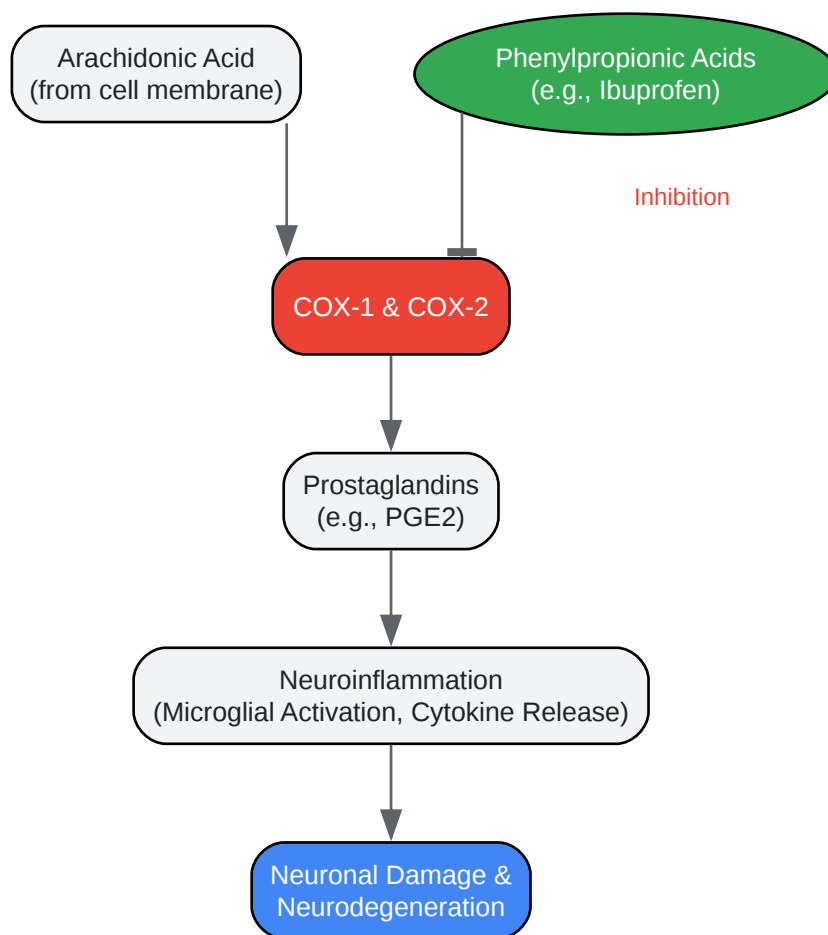 Arachidonic Acid
(from cell membrane)
Phenylpropionic Acids
(e.g., Ibuprofen)
Inhibition
COX-1 & COX-2
Prostaglandins
(e.g., PGE2)
Neuroinflammation
(Microglial Activation, Cytokine Release)
Neuronal Damage &
Neurodegeneration